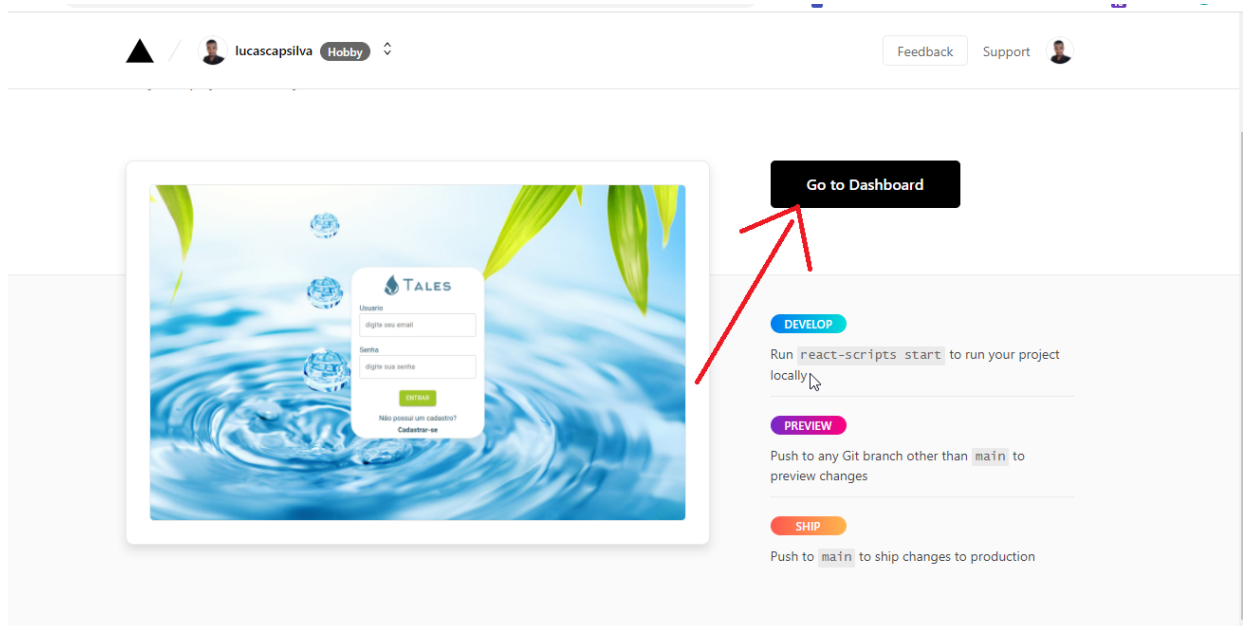 lucascapsilva Hobby
Feedback Support
Go to Dashboard
TALES
Usuario
digite seu email
Senha
digite sua senha
ENTRAR
Não possui um cadastro?
Cadastrar-se
DEVELOP
Run react-scripts start to run your project
locally
PREVIEW
Push to any Git branch other than main to
preview changes
SHIP
Push to main to ship changes to production